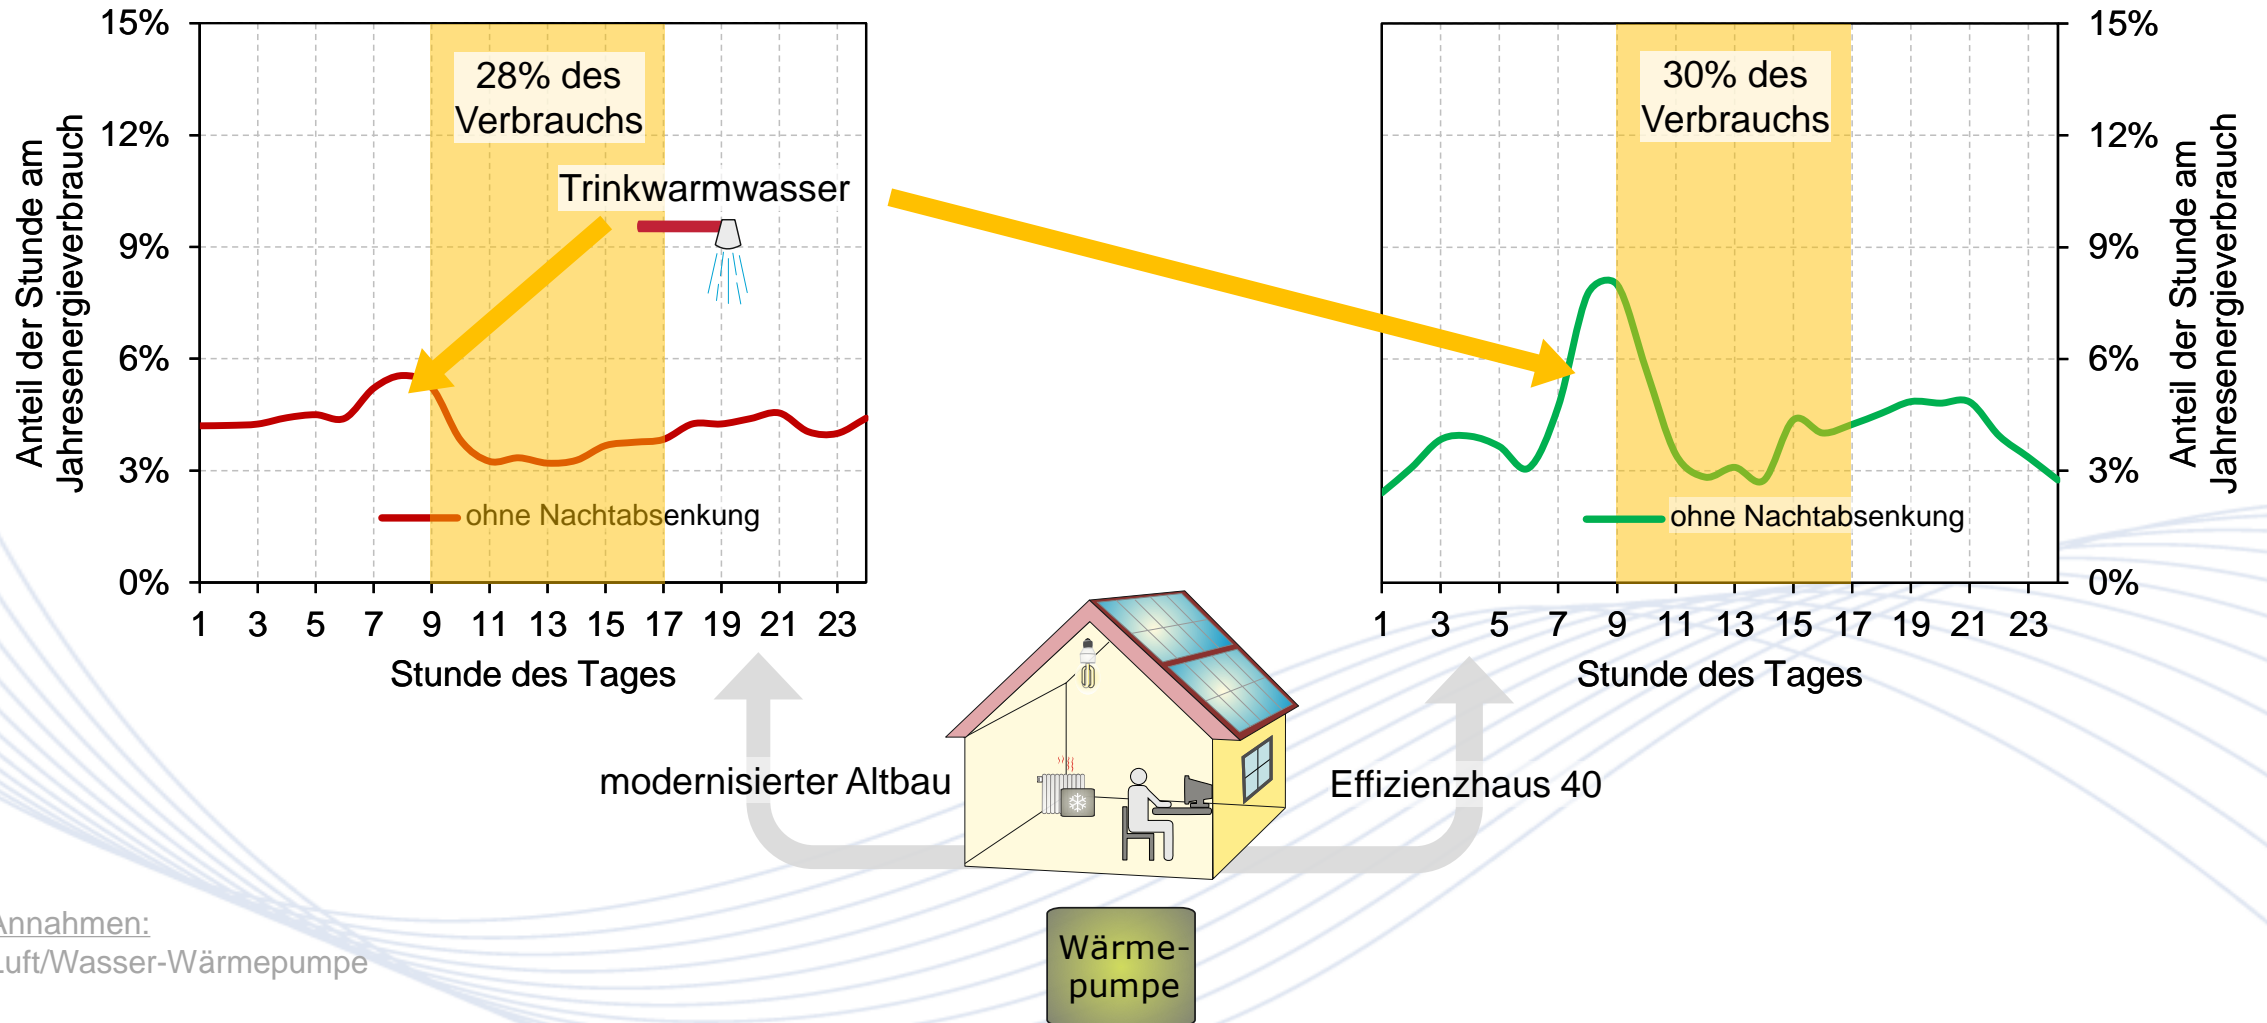 15%
12%
9%
6%
3%
0%
Anteil der Stunde am
Jahresenergieverbrauch
28% des
Verbrauchs
Trinkwarmwasser
ohne Nachtabsenkung
1 3 5 7 9 11 13 15 17 19 21 23
Stunde des Tages
30% des
Verbrauchs
ohne Nachtabsenkung
15%
12%
9%
6%
3%
0%
Anteil der Stunde am
Jahresenergieverbrauch
1 3 5 7 9 11 13 15 17 19 21 23
Stunde des Tages
modernisierter Altbau
Effizienzhaus 40
Annahmen:
Luft/Wasser-Wärmepumpe
Wärme-
pumpe